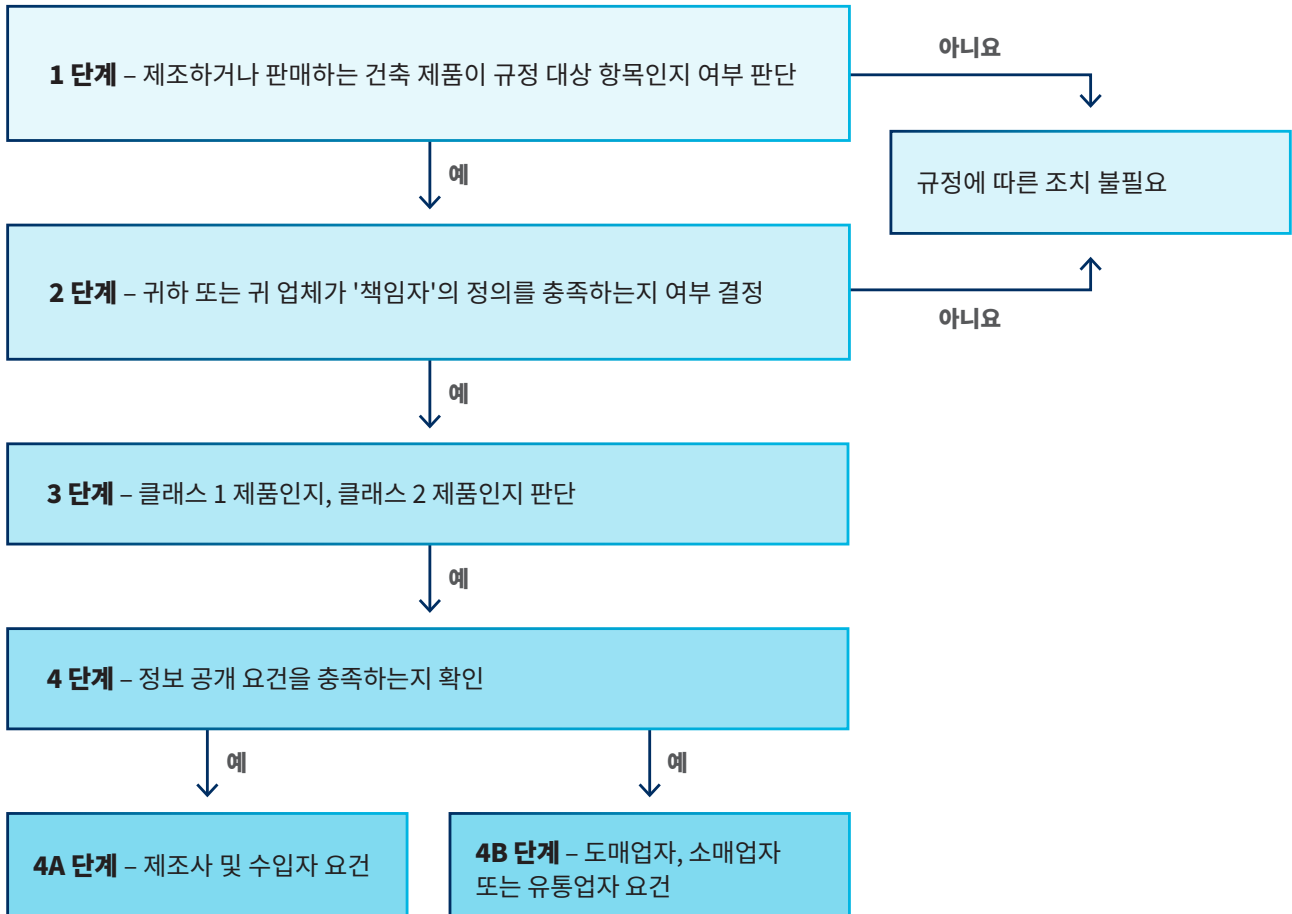 1 단계 – 제조하거나 판매하는 건축 제품이 규정 대상 항목인지 여부 판단
아니요
규정에 따른 조치 불필요
예
2 단계 – 귀하 또는 귀 업체가 '책임자'의 정의를 충족하는지 여부 결정
아니요
예
3 단계 – 클래스 1 제품인지, 클래스 2 제품인지 판단
예
4 단계 – 정보 공개 요건을 충족하는지 확인
예
예
4A 단계 – 제조사 및 수입자 요건
4B 단계 – 도매업자, 소매업자
또는 유통업자 요건